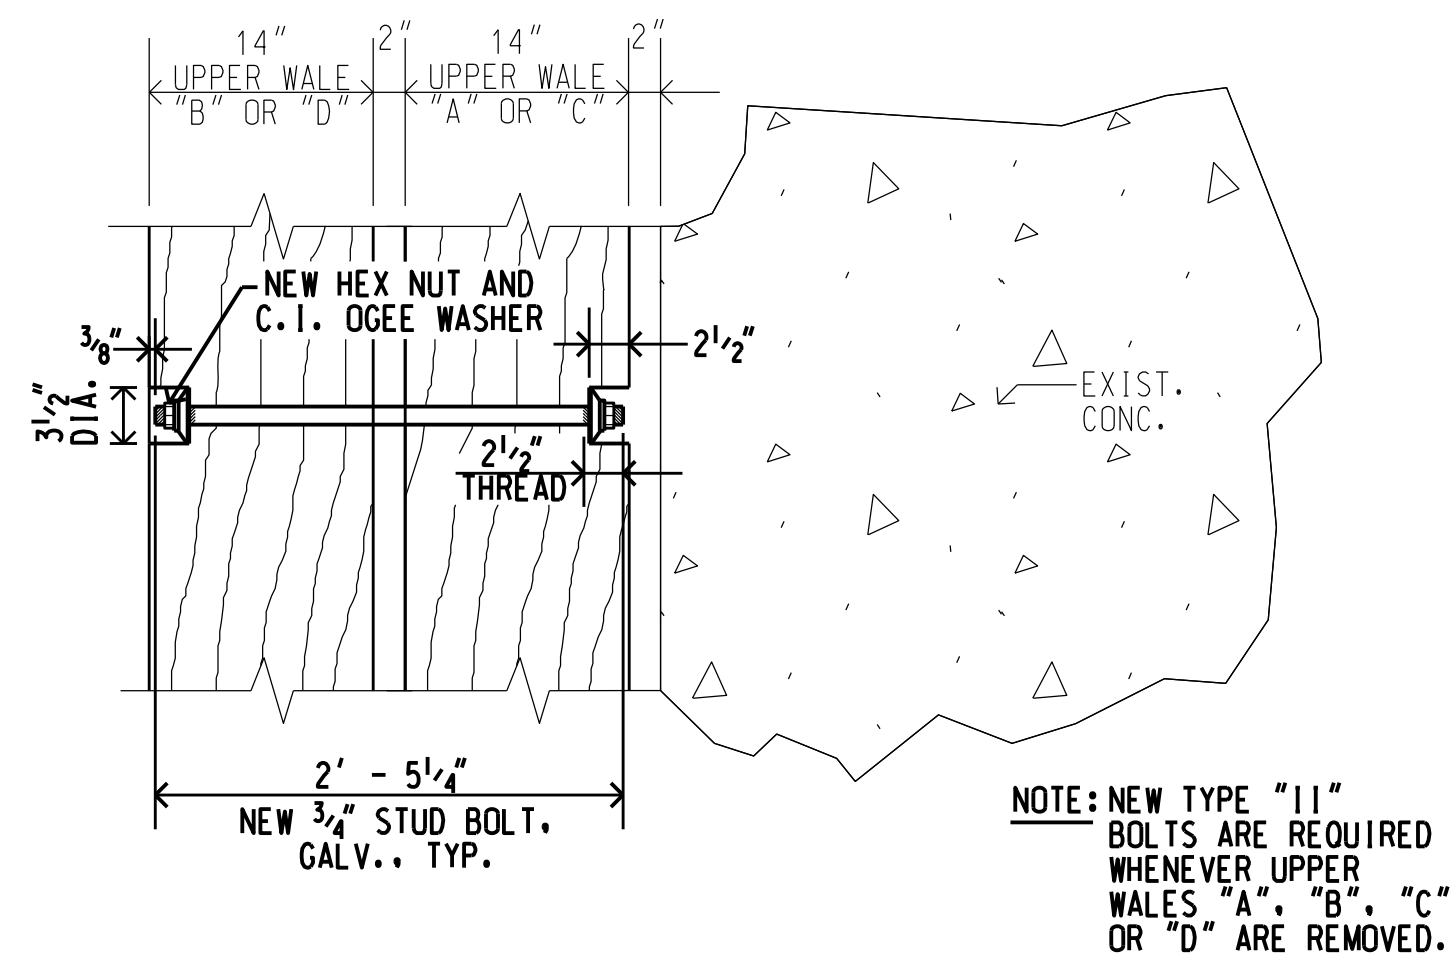 14" 2" 14" 2"
UPPER WALE UPPER WALE
"B" OR "D" "A" OR "C"
NEW HEX NUT AND
C.I. OGEE WASHER
3/8"
2 1/2"
3 1/2"
DIA.
EXIST.
CONC.
2 1/2"
THREAD
2' - 5 1/4"
NEW 3/4" STUD BOLT,
GALV., TYP.
NOTE: NEW TYPE "II"
BOLTS ARE REQUIRED
WHENEVER UPPER
WALES "A", "B", "C"
OR "D" ARE REMOVED.